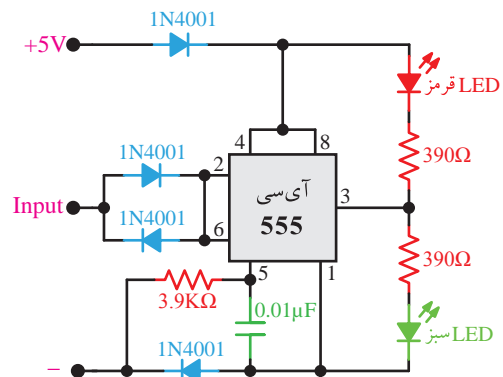 1N4001
+5V
قرمز LED
4
8
390Ω
1N4001
2
آی‌سی
555
3
Input
1N4001
6
390Ω
5
1
3.9KΩ
0.01µF
سبز LED
1N4001
−